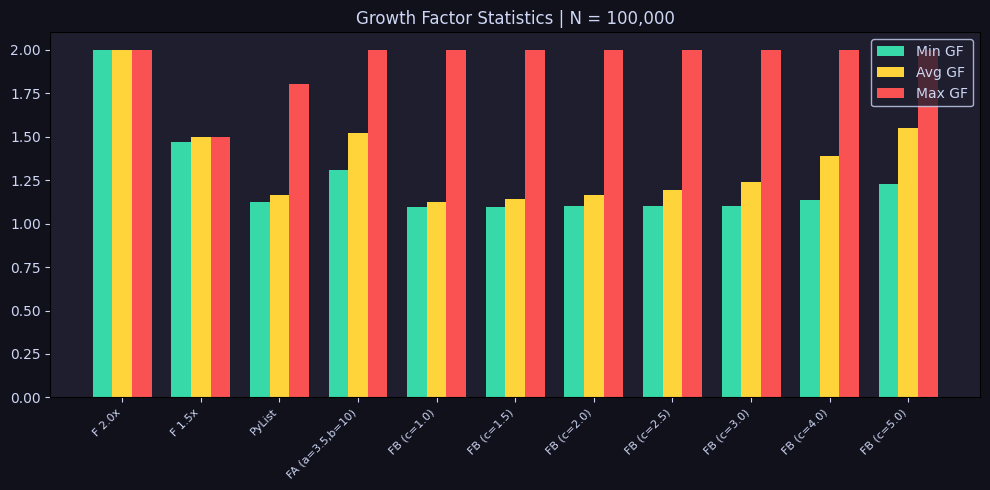 Growth Factor Statistics | N = 100,000
Min GF
Avg GF
Max GF
2.00
1.75
1.50
1.25
1.00
0.75
0.50
0.25
0.00
F 2.0x
F 1.5x
PyList
FA (a=3.5,b=10)
FB (c=1.0)
FB (c=1.5)
FB (c=2.0)
FB (c=2.5)
FB (c=3.0)
FB (c=4.0)
FB (c=5.0)